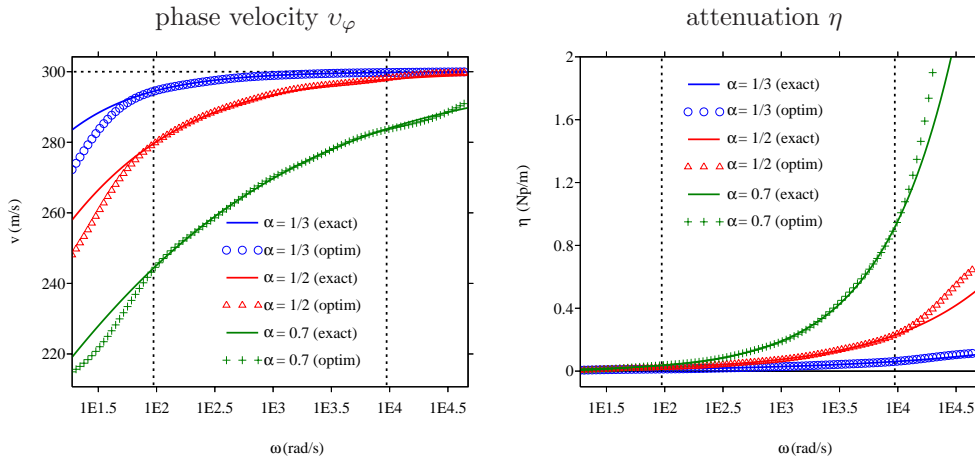 phase velocity υφ
attenuation η
v (m/s)
300
280
260
240
220
α = 1/3 (exact)
α = 1/3 (optim)
α = 1/2 (exact)
α = 1/2 (optim)
α = 0.7 (exact)
α = 0.7 (optim)
1E1.5
1E2
1E2.5
1E3
1E3.5
1E4
1E4.5
ω (rad/s)
η (Np/m)
2
1.6
1.2
0.8
0.4
0
α = 1/3 (exact)
α = 1/3 (optim)
α = 1/2 (exact)
α = 1/2 (optim)
α = 0.7 (exact)
α = 0.7 (optim)
1E1.5
1E2
1E2.5
1E3
1E3.5
1E4
1E4.5
ω (rad/s)